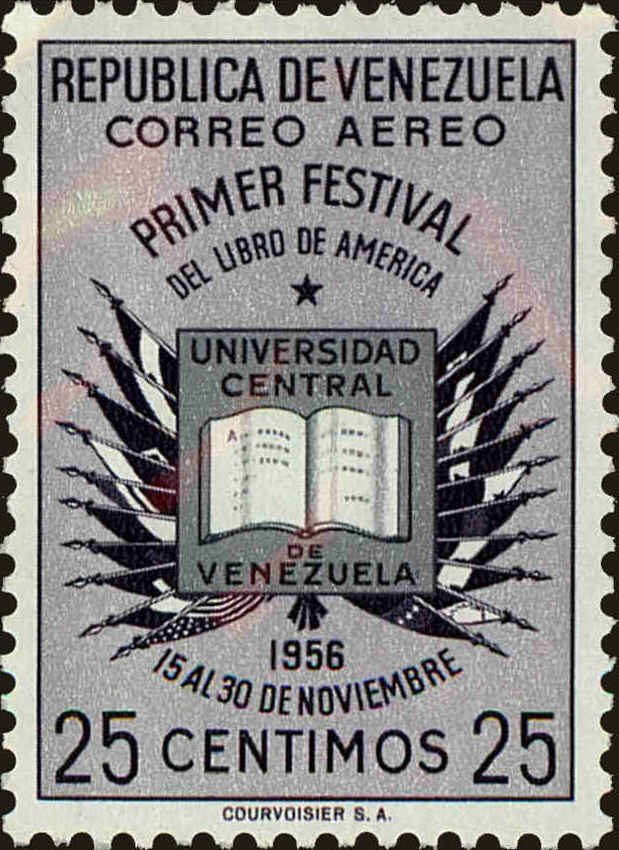 REPUBLICA DE VENEZUELA
CORREO AEREO
PRIMER FESTIVAL
DEL LIBRO DE AMERICA
UNIVERSIDAD
CENTRAL
A
DE
VENEZUELA
1956
15 AL 30 DE NOVIEMBRE
25 CENTIMOS 25
COURVOISIER S. A.